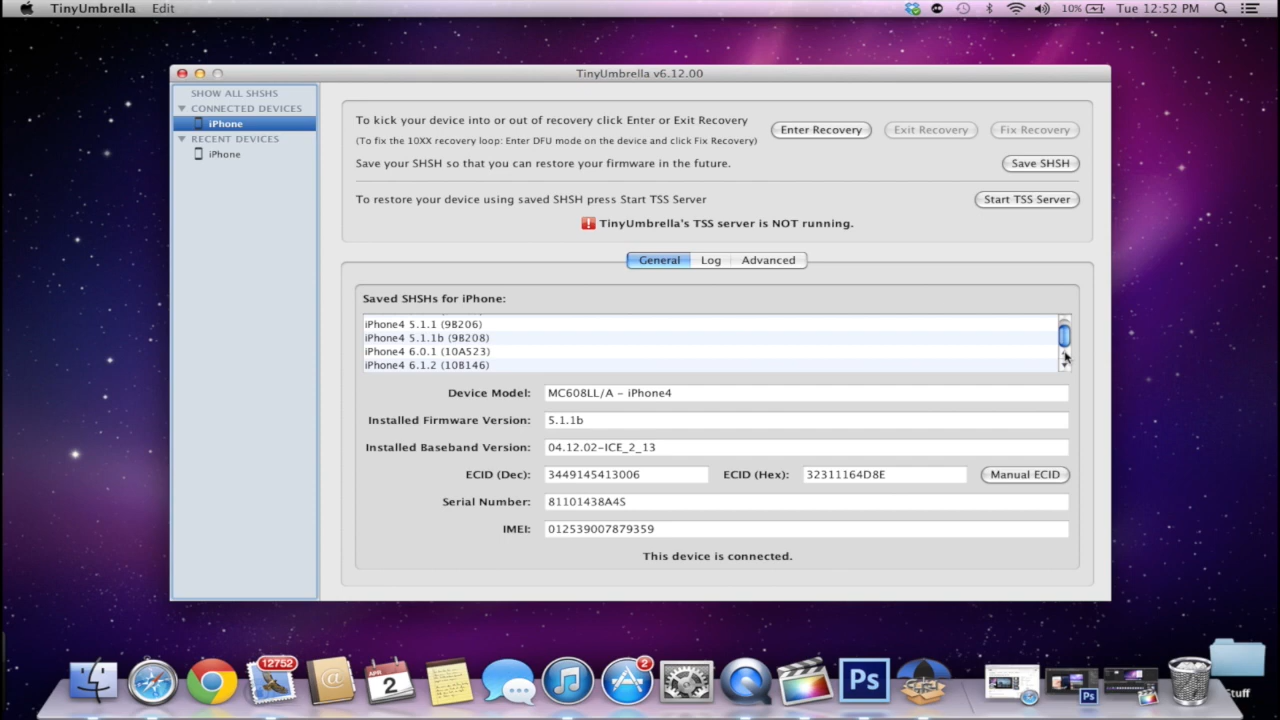 TinyUmbrella Edit 10% Tue 12:52 PM
TinyUmbrella v6.12.00
SHOW ALL SHSHS
CONNECTED DEVICES
iPhone
RECENT DEVICES
iPhone
To kick your device into or out of recovery click Enter or Exit Recovery
(To fix the 10XX recovery loop: Enter DFU mode on the device and click Fix Recovery)
Enter Recovery Exit Recovery Fix Recovery
Save your SHSH so that you can restore your firmware in the future.
Save SHSH
To restore your device using saved SHSH press Start TSS Server
Start TSS Server
TinyUmbrella's TSS server is NOT running.
General Log Advanced
Saved SHSHs for iPhone:
iPhone4 5.1.1 (9B206)
iPhone4 5.1.1b (9B208)
iPhone4 6.0.1 (10A523)
iPhone4 6.1.2 (10B146)
Device Model: MC608LL/A - iPhone4
Installed Firmware Version: 5.1.1b
Installed Baseband Version: 04.12.02-ICE_2_13
ECID (Dec): 3449145413006 ECID (Hex): 32311164D8E Manual ECID
Serial Number: 81101438A4S
IMEI: 012539007879359
This device is connected.
12752
APR
2
2
Ps
Ps
Stuff